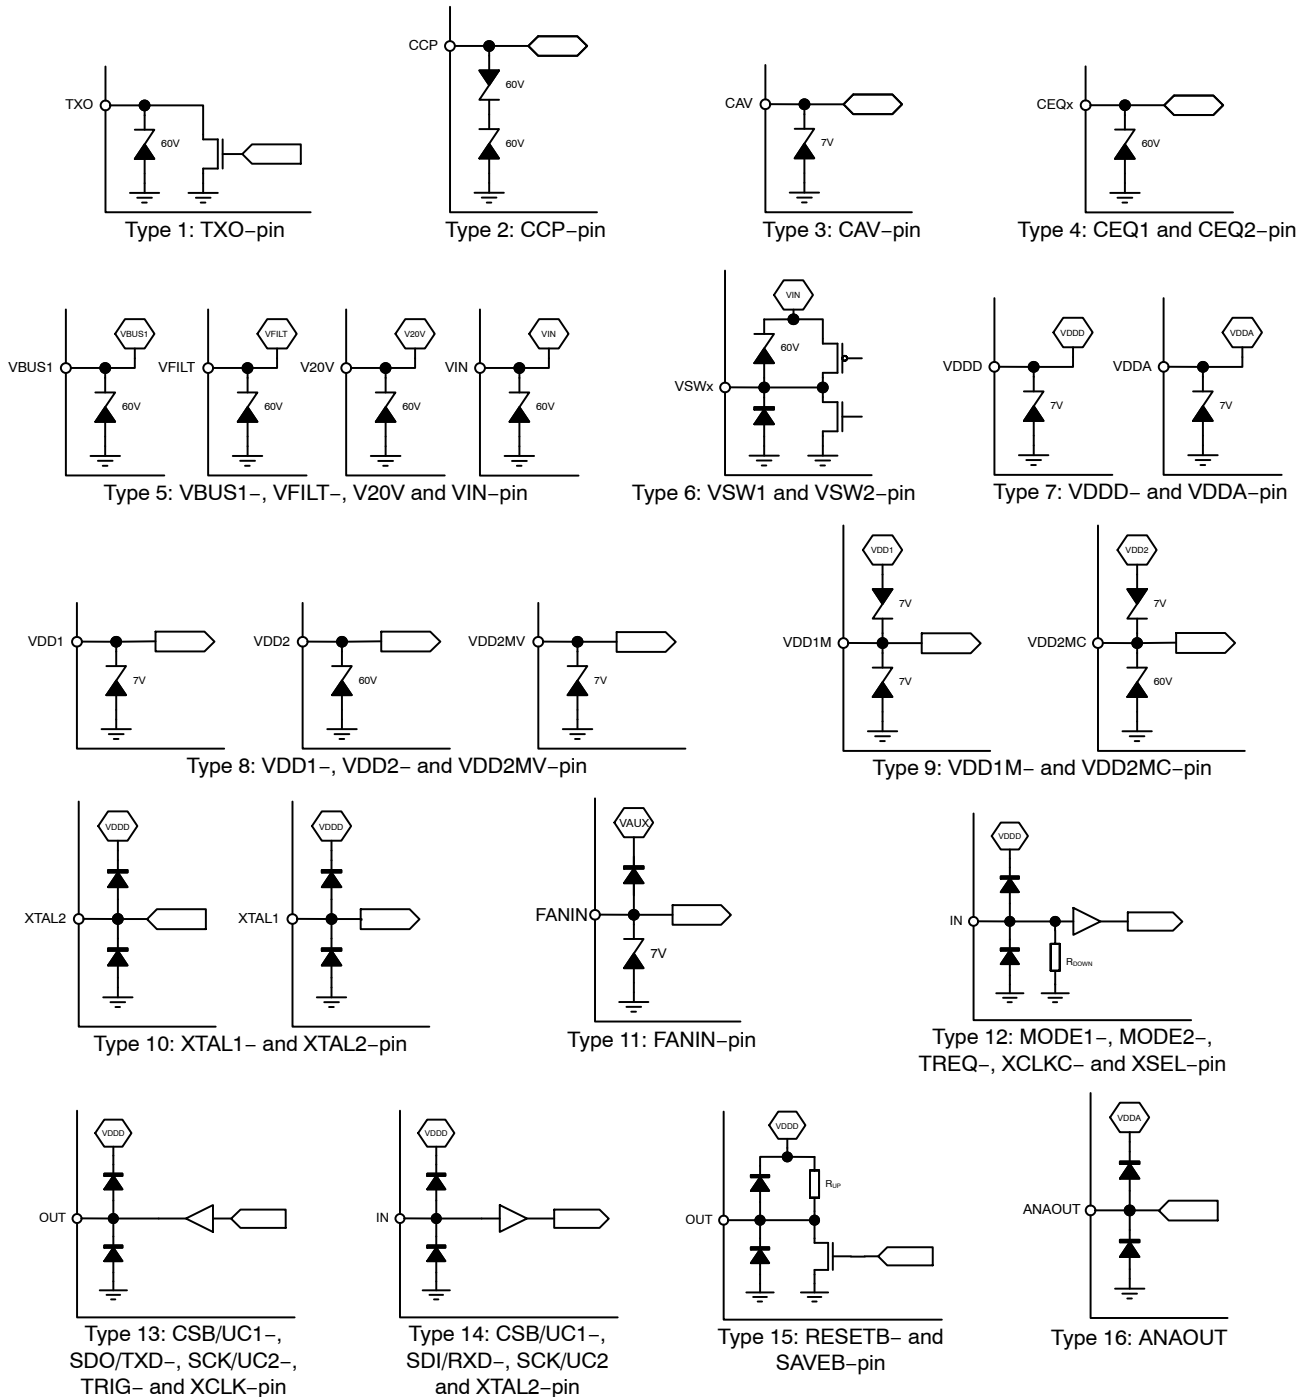 TXO
60V
Type 1: TXO−pin
CCP
60V
60V
Type 2: CCP−pin
CAV
7V
Type 3: CAV−pin
CEQx
60V
Type 4: CEQ1 and CEQ2−pin
VBUS1
VBUS1
60V
VFILT
VFILT
60V
V20V
V20V
60V
VIN
VIN
60V
Type 5: VBUS1−, VFILT−, V20V and VIN−pin
VIN
60V
VSWx
Type 6: VSW1 and VSW2−pin
VDDD
VDDD
7V
VDDA
VDDA
7V
Type 7: VDDD− and VDDA−pin
VDD1
7V
VDD2
60V
VDD2MV
7V
Type 8: VDD1−, VDD2− and VDD2MV−pin
VDD1
7V
VDD1M
7V
VDD2
7V
VDD2MC
60V
Type 9: VDD1M− and VDD2MC−pin
VDDD
XTAL2
VDDD
XTAL1
Type 10: XTAL1− and XTAL2−pin
VAUX
FANIN
7V
Type 11: FANIN−pin
VDDD
IN
RDOWN
Type 12: MODE1−, MODE2−,
TREQ−, XCLKC− and XSEL−pin
VDDD
OUT
Type 13: CSB/UC1−,
SDO/TXD−, SCK/UC2−,
TRIG− and XCLK−pin
VDDD
IN
Type 14: CSB/UC1−,
SDI/RXD−, SCK/UC2
and XTAL2−pin
VDDD
RUP
OUT
Type 15: RESETB− and
SAVEB−pin
VDDA
ANAOUT
Type 16: ANAOUT